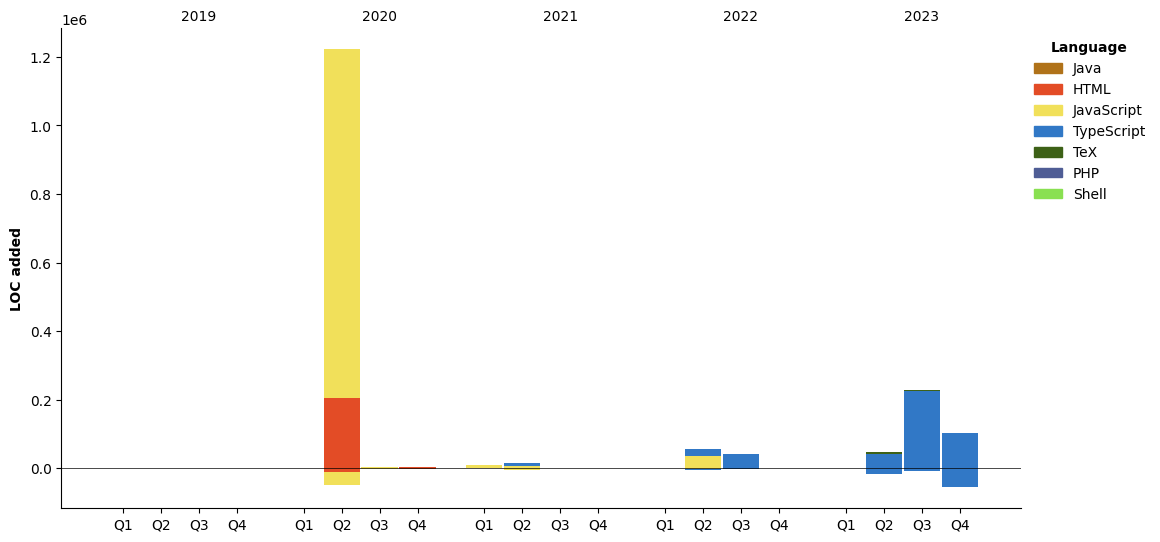 1e6
2019 2020 2021 2022 2023
1.2
1.0
0.8
0.6
0.4
0.2
0.0
LOC added
Q1 Q2 Q3 Q4 Q1 Q2 Q3 Q4 Q1 Q2 Q3 Q4 Q1 Q2 Q3 Q4 Q1 Q2 Q3 Q4
Language
Java
HTML
JavaScript
TypeScript
TeX
PHP
Shell